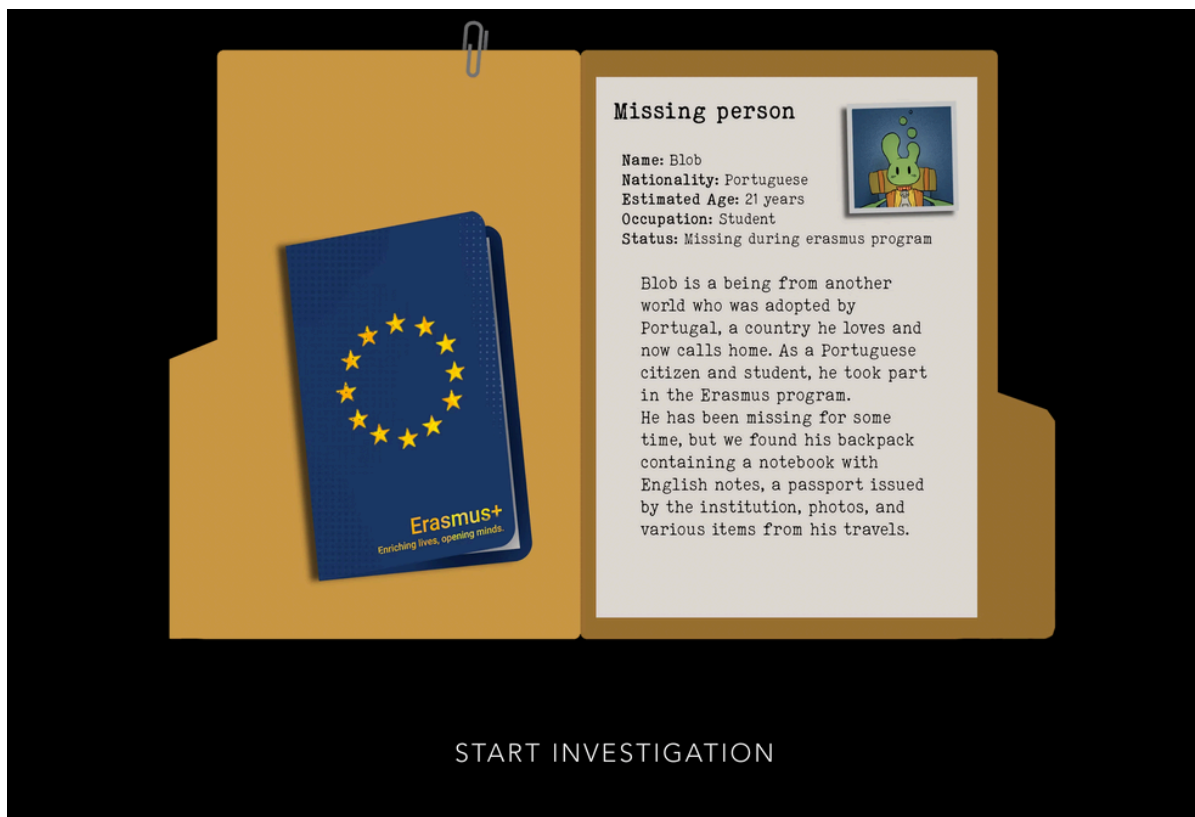 Erasmus+
Enriching lives, opening minds.
Missing person
Name: Blob
Nationality: Portuguese
Estimated Age: 21 years
Occupation: Student
Status: Missing during erasmus program
Blob is a being from another
world who was adopted by
Portugal, a country he loves and
now calls home. As a Portuguese
citizen and student, he took part
in the Erasmus program.
He has been missing for some
time, but we found his backpack
containing a notebook with
English notes, a passport issued
by the institution, photos, and
various items from his travels.
START INVESTIGATION